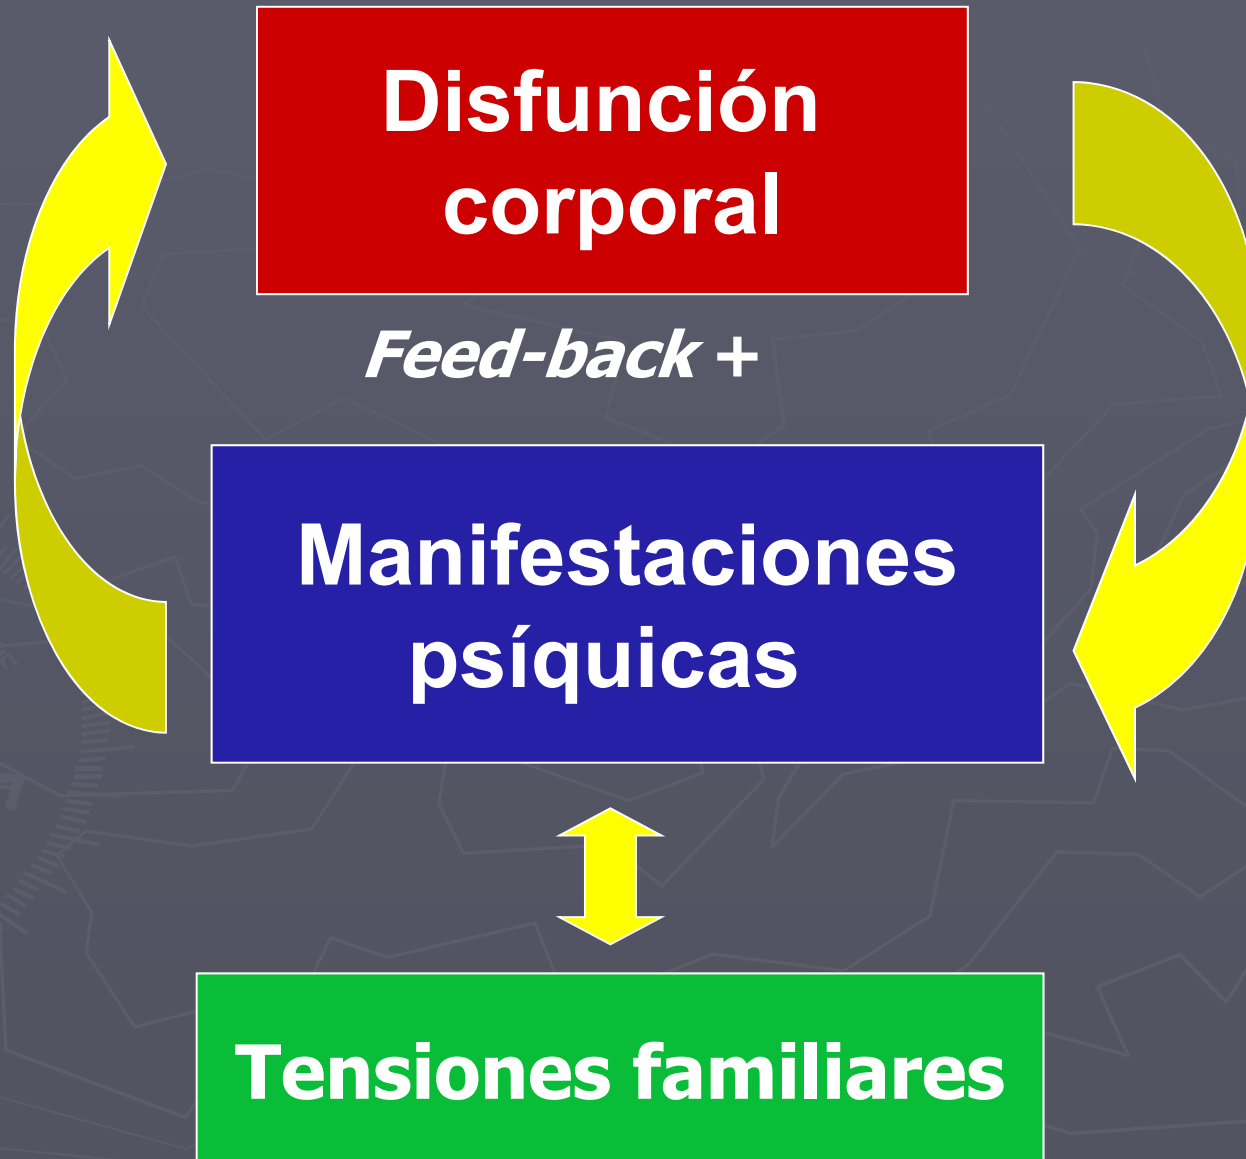 Disfunción
corporal
Feed-back +
Manifestaciones
psíquicas
Tensiones familiares